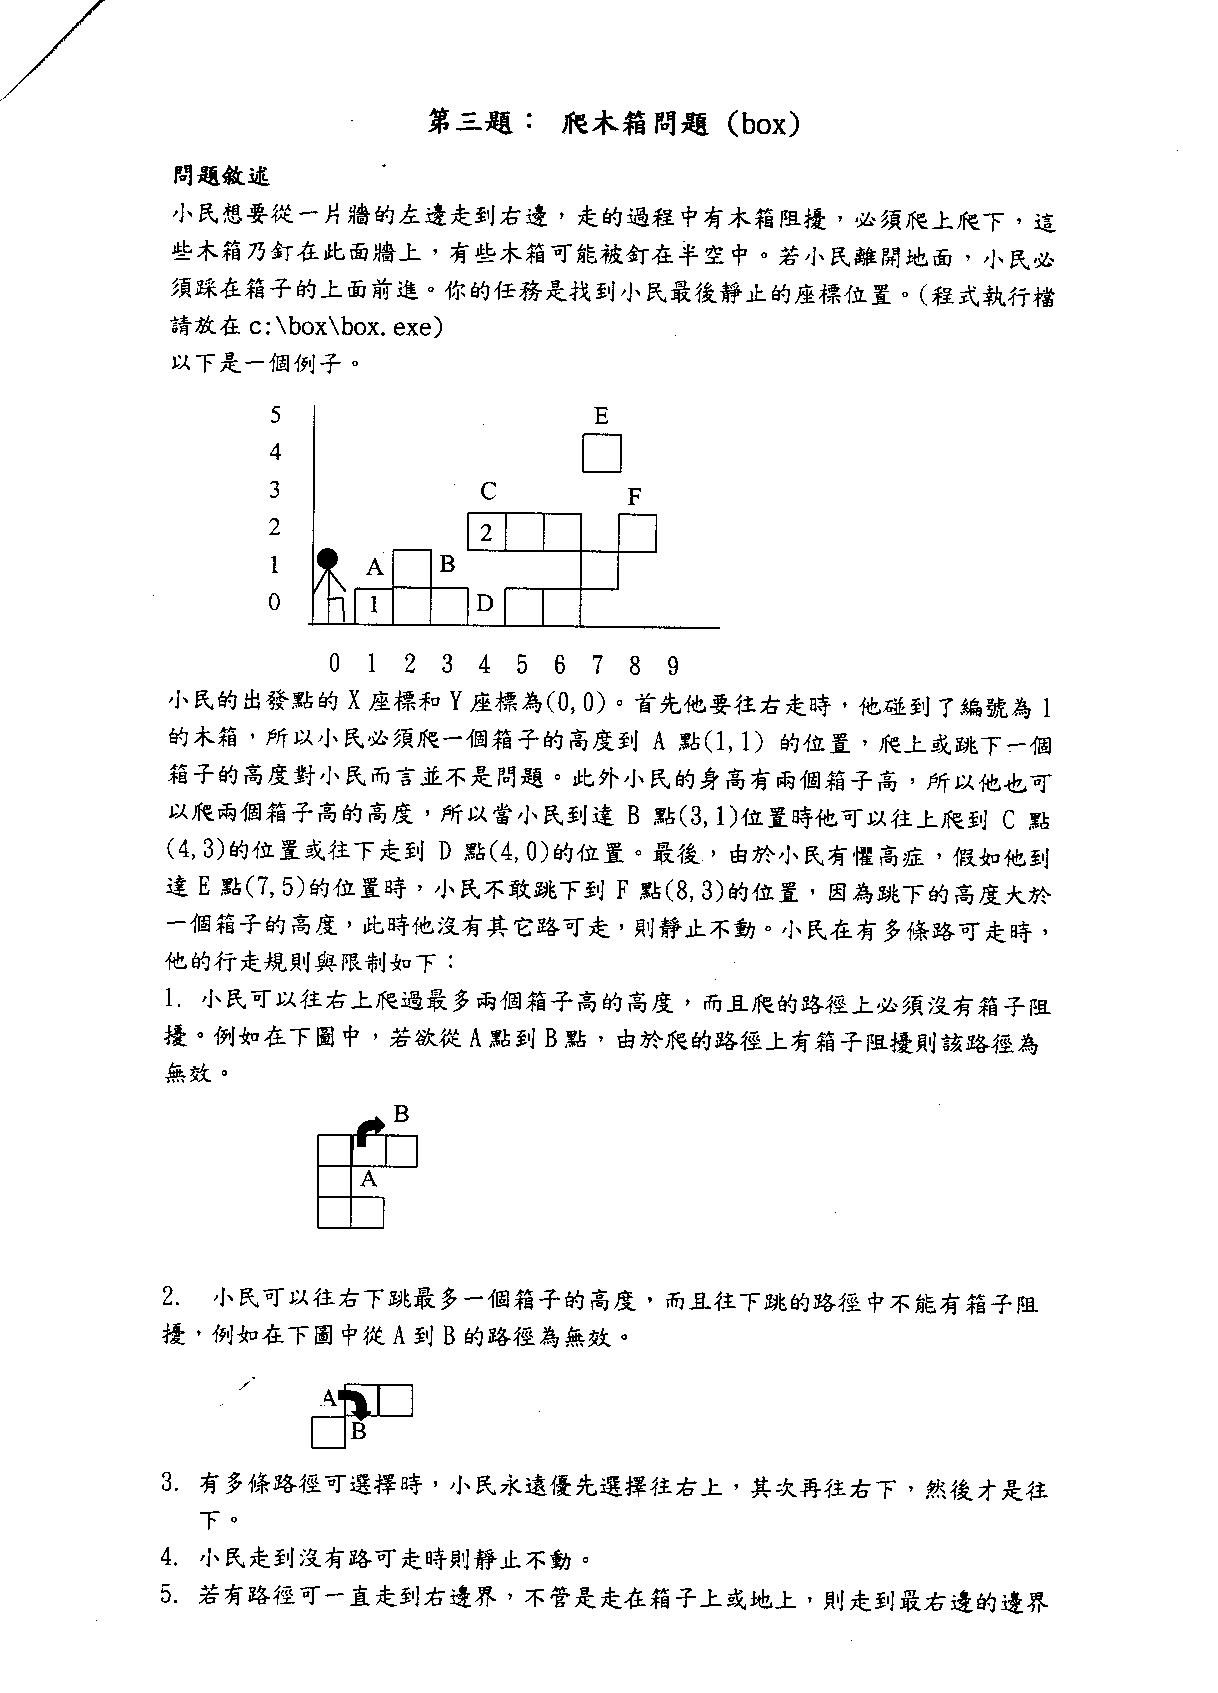 第三題： 爬木箱問題 (box)
問題敘述
小民想要從一片牆的左邊走到右邊，走的過程中有木箱阻擾，必須爬上爬下，這
些木箱乃釘在此面牆上，有些木箱可能被釘在半空中。若小民離開地面，小民必
須踩在箱子的上面前進。你的任務是找到小民最後靜止的座標位置。(程式執行檔
請放在 c:\box\box.exe)
以下是一個例子。
5 E
4
3 C F
2 2
1 A B
0 1 D
0 1 2 3 4 5 6 7 8 9
小民的出發點的 X 座標和 Y 座標為(0,0)。首先他要往右走時，他碰到了編號為 1
的木箱，所以小民必須爬一個箱子的高度到 A 點(1,1) 的位置，爬上或跳下一個
箱子的高度對小民而言並不是問題。此外小民的身高有兩個箱子高，所以他也可
以爬兩個箱子高的高度，所以當小民到達 B 點(3,1)位置時他可以往上爬到 C 點
(4,3)的位置或往下走到 D 點(4,0)的位置。最後，由於小民有懼高症，假如他到
達 E 點(7,5)的位置時，小民不敢跳下到 F 點(8,3)的位置，因為跳下的高度大於
一個箱子的高度，此時他沒有其它路可走，則靜止不動。小民在有多條路可走時，
他的行走規則與限制如下：
1. 小民可以往右上爬過最多兩個箱子高的高度，而且爬的路徑上必須沒有箱子阻
擾。例如在下圖中，若欲從 A 點到 B 點，由於爬的路徑上有箱子阻擾則該路徑為
無效。
B
A
2. 小民可以往右下跳最多一個箱子的高度，而且往下跳的路徑中不能有箱子阻
擾，例如在下圖中從 A 到 B 的路徑為無效。
A
B
3. 有多條路徑可選擇時，小民永遠優先選擇往右上，其次再往右下，然後才是往
下。
4. 小民走到沒有路可走時則靜止不動。
5. 若有路徑可一直走到右邊界，不管是走在箱子上或地上，則走到最右邊的邊界